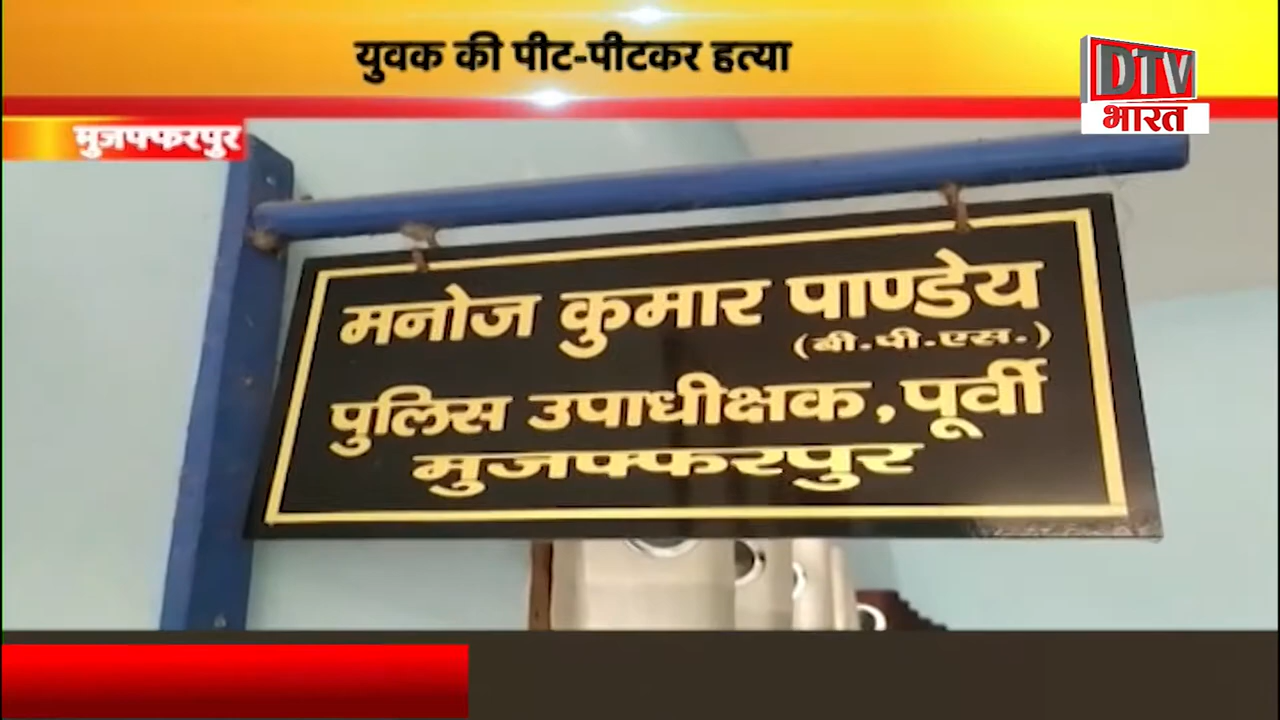 युवक की पीट-पीटकर हत्या
DTV
भारत
मुजफ्फरपुर
मनोज कुमार पाण्डेय
(बी.पी.एस.)
पुलिस उपाधीक्षक, पूर्वी
मुजफ्फरपुर